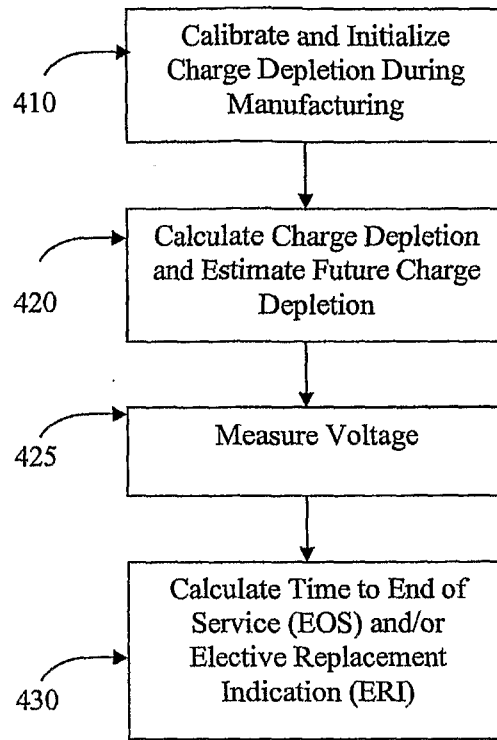 Calibrate and Initialize
Charge Depletion During
Manufacturing
410
Calculate Charge Depletion
and Estimate Future Charge
Depletion
420
Measure Voltage
425
Calculate Time to End of
Service (EOS) and/or
Elective Replacement
Indication (ERI)
430